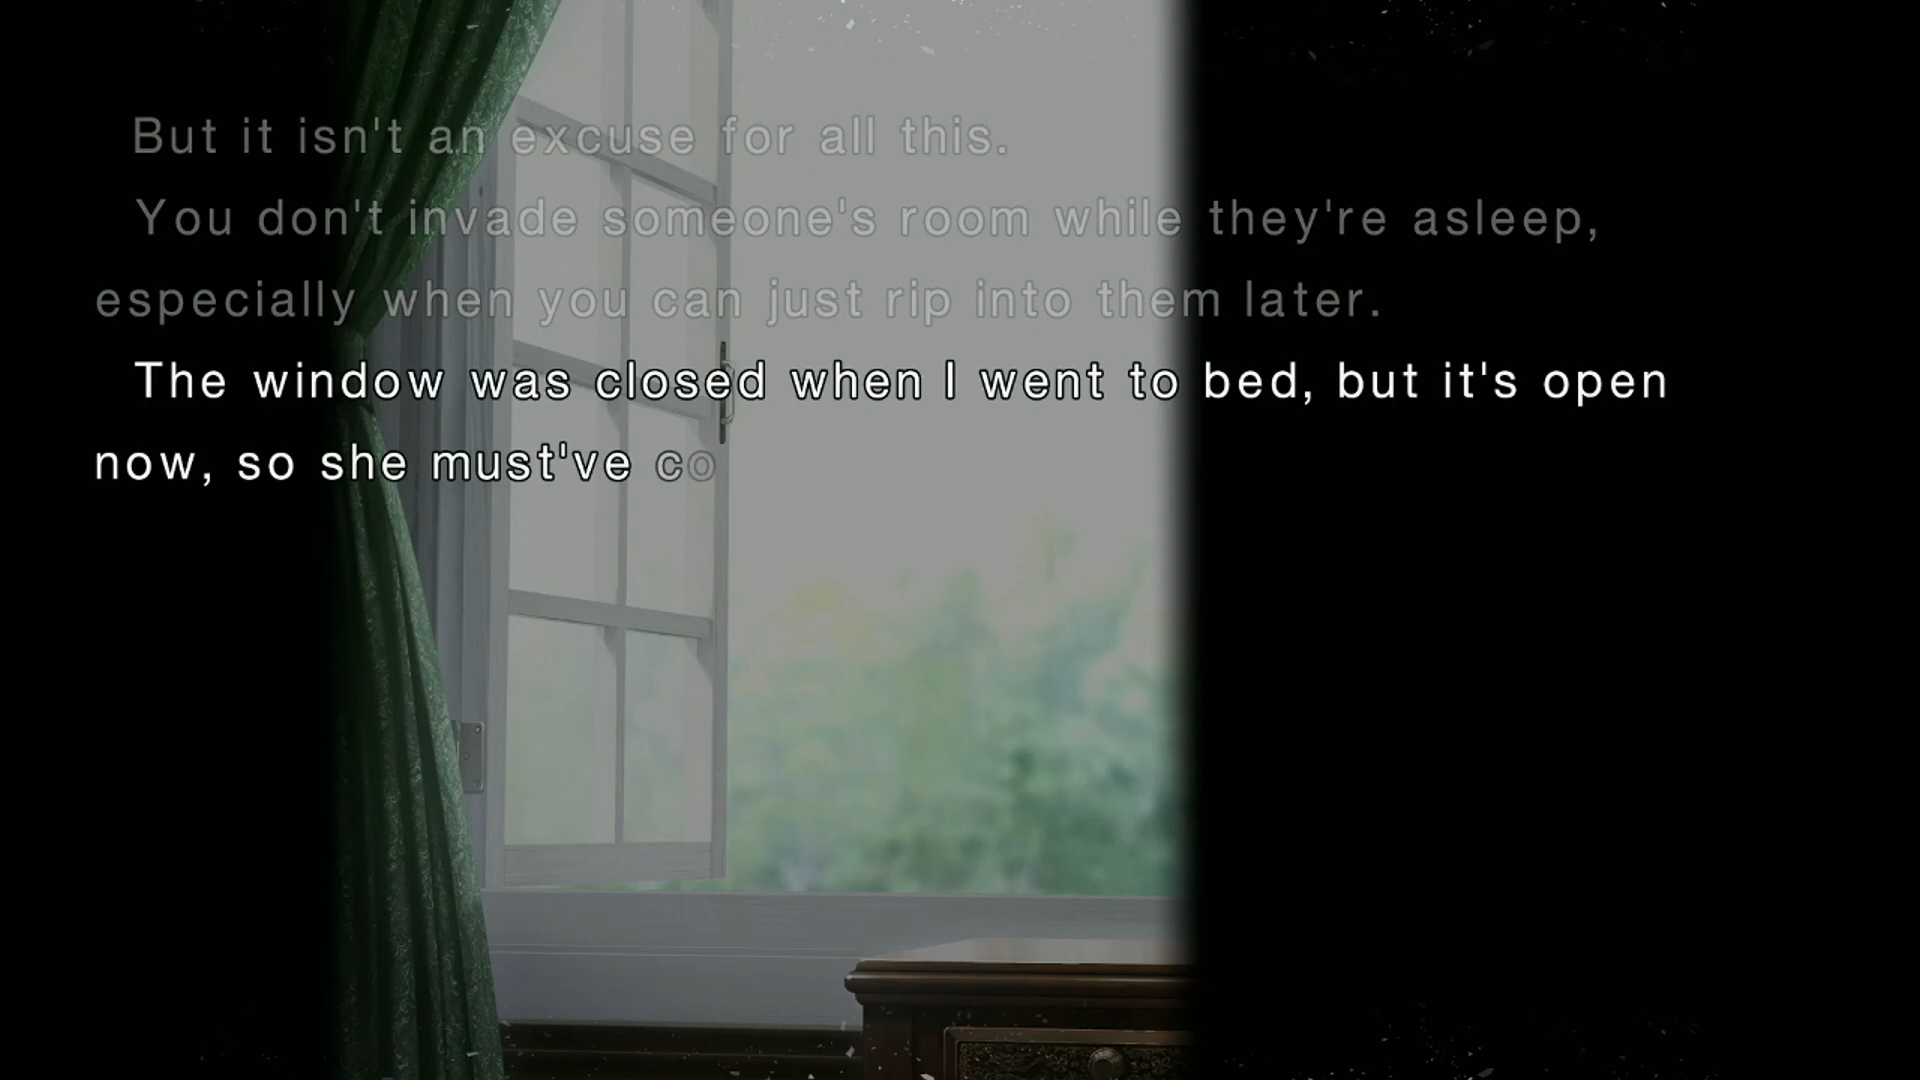 But it isn't an excuse for all this.
You don't invade someone's room while they're asleep,
especially when you can just rip into them later.
The window was closed when I went to bed, but it's open
now, so she must've co